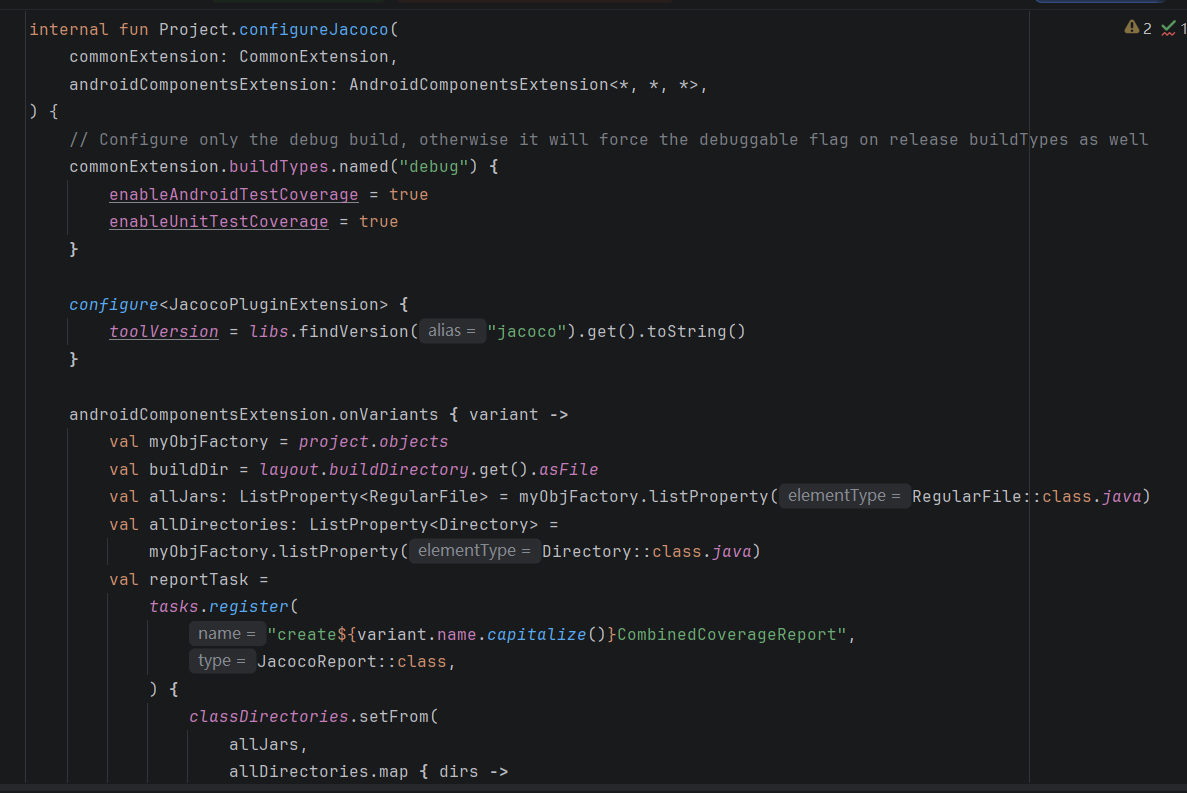 internal fun Project.configureJacoco( 2 1
    commonExtension: CommonExtension,
    androidComponentsExtension: AndroidComponentsExtension<*, *, *>,
) {
    // Configure only the debug build, otherwise it will force the debuggable flag on release buildTypes as well
    commonExtension.buildTypes.named("debug") {
        enableAndroidTestCoverage = true
        enableUnitTestCoverage = true
    }
    configure<JacocoPluginExtension> {
        toolVersion = libs.findVersion( alias = "jacoco").get().toString()
    }
    androidComponentsExtension.onVariants { variant ->
        val myObjFactory = project.objects
        val buildDir = layout.buildDirectory.get().asFile
        val allJars: ListProperty<RegularFile> = myObjFactory.listProperty( elementType = RegularFile::class.java)
        val allDirectories: ListProperty<Directory> =
            myObjFactory.listProperty( elementType = Directory::class.java)
        val reportTask =
            tasks.register(
                name = "create${variant.name.capitalize()}CombinedCoverageReport",
                type = JacocoReport::class,
            ) {
                classDirectories.setFrom(
                    allJars,
                    allDirectories.map { dirs ->